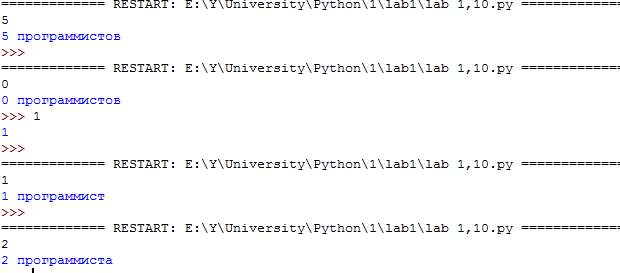 ============= RESTART: E:\Y\University\Python\1\lab1\lab 1,10.py =============
5
5 программистов
>>>
============= RESTART: E:\Y\University\Python\1\lab1\lab 1,10.py =============
0
0 программистов
>>> 1
1
>>>
============= RESTART: E:\Y\University\Python\1\lab1\lab 1,10.py =============
1
1 программист
>>>
============= RESTART: E:\Y\University\Python\1\lab1\lab 1,10.py =============
2
2 программиста